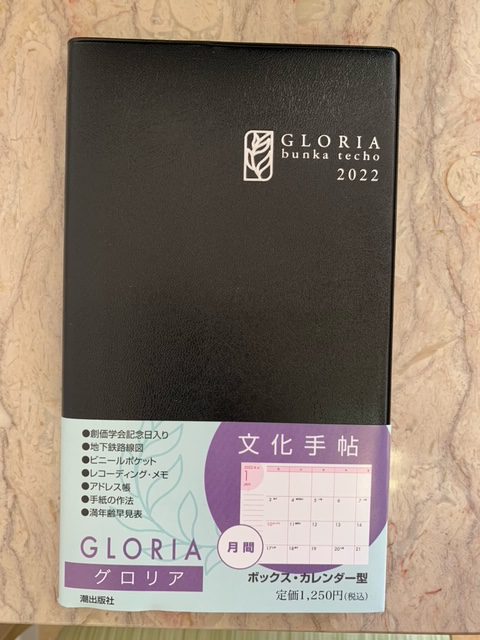 GLORIA
bunka techo
2022
●創価学会記念日入り
●地下鉄路線図
●ビニールポケット
●レコーディング・メモ
●アドレス帳
●手紙の作法
●満年齢早見表
文化手帖
1
GLORIA
グロリア
月間
ボックス・カレンダー型
定価1,250円(税込)
潮出版社